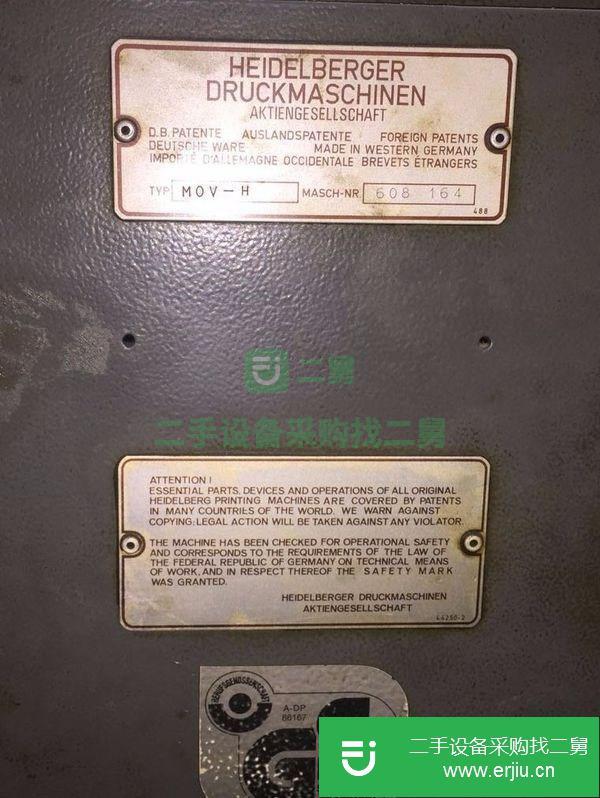 HEIDELBERGER
DRUCKMASCHINEN
AKTIENGESELLSCHAFT
D.B. PATENTE AUSLANDSPATENTE FOREIGN PATENTS
DEUTSCHE WARE MADE IN WESTERN GERMANY
IMPORTÉ D'ALLEMAGNE OCCIDENTALE BREVETS ÉTRANGERS
TYP MOV-H MASCH-NR. 608 164
488
二舅
二手设备采购找二舅
ATTENTION!
ESSENTIAL PARTS, DEVICES AND OPERATIONS OF ALL ORIGINAL
HEIDELBERG PRINTING MACHINES ARE COVERED BY PATENTS
IN MANY COUNTRIES OF THE WORLD. WE WARN AGAINST
COPYING; LEGAL ACTION WILL BE TAKEN AGAINST ANY VIOLATOR.
THE MACHINE HAS BEEN CHECKED FOR OPERATIONAL SAFETY
AND CORRESPONDS TO THE REQUIREMENTS OF THE LAW OF
THE FEDERAL REPUBLIC OF GERMANY ON TECHNICAL MEANS
OF WORK, AND IN RESPECT THEREOF THE SAFETY MARK
WAS GRANTED.
HEIDELBERGER DRUCKMASCHINEN
AKTIENGESELLSCHAFT
44250-2
BERUFSGENOSSENSCHAFT
A-DP
86167
二手设备采购找二舅
www.erjiu.cn